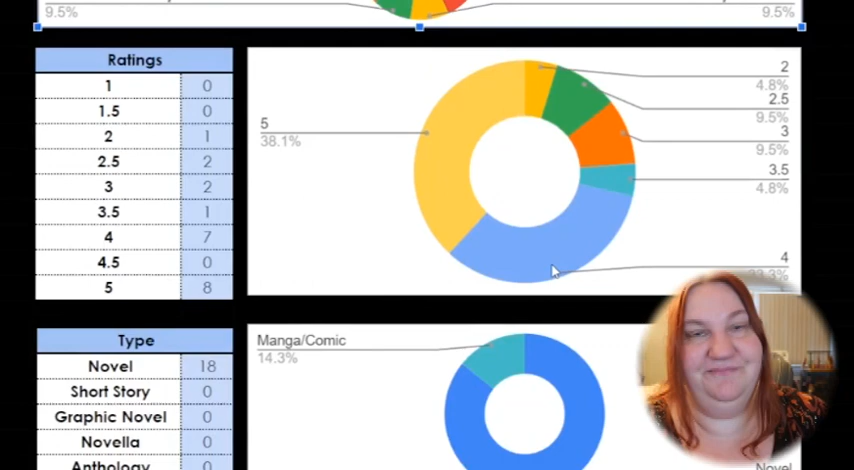 9.5%
9.5%
Ratings
1 0
1.5 0
2 1
2.5 2
3 2
3.5 1
4 7
4.5 0
5 8
5
38.1%
2
4.8%
2.5
9.5%
3
9.5%
3.5
4.8%
4
Type
Novel 18
Short Story 0
Graphic Novel 0
Novella 0
Anthology 0
Manga/Comic
14.3%
Novel